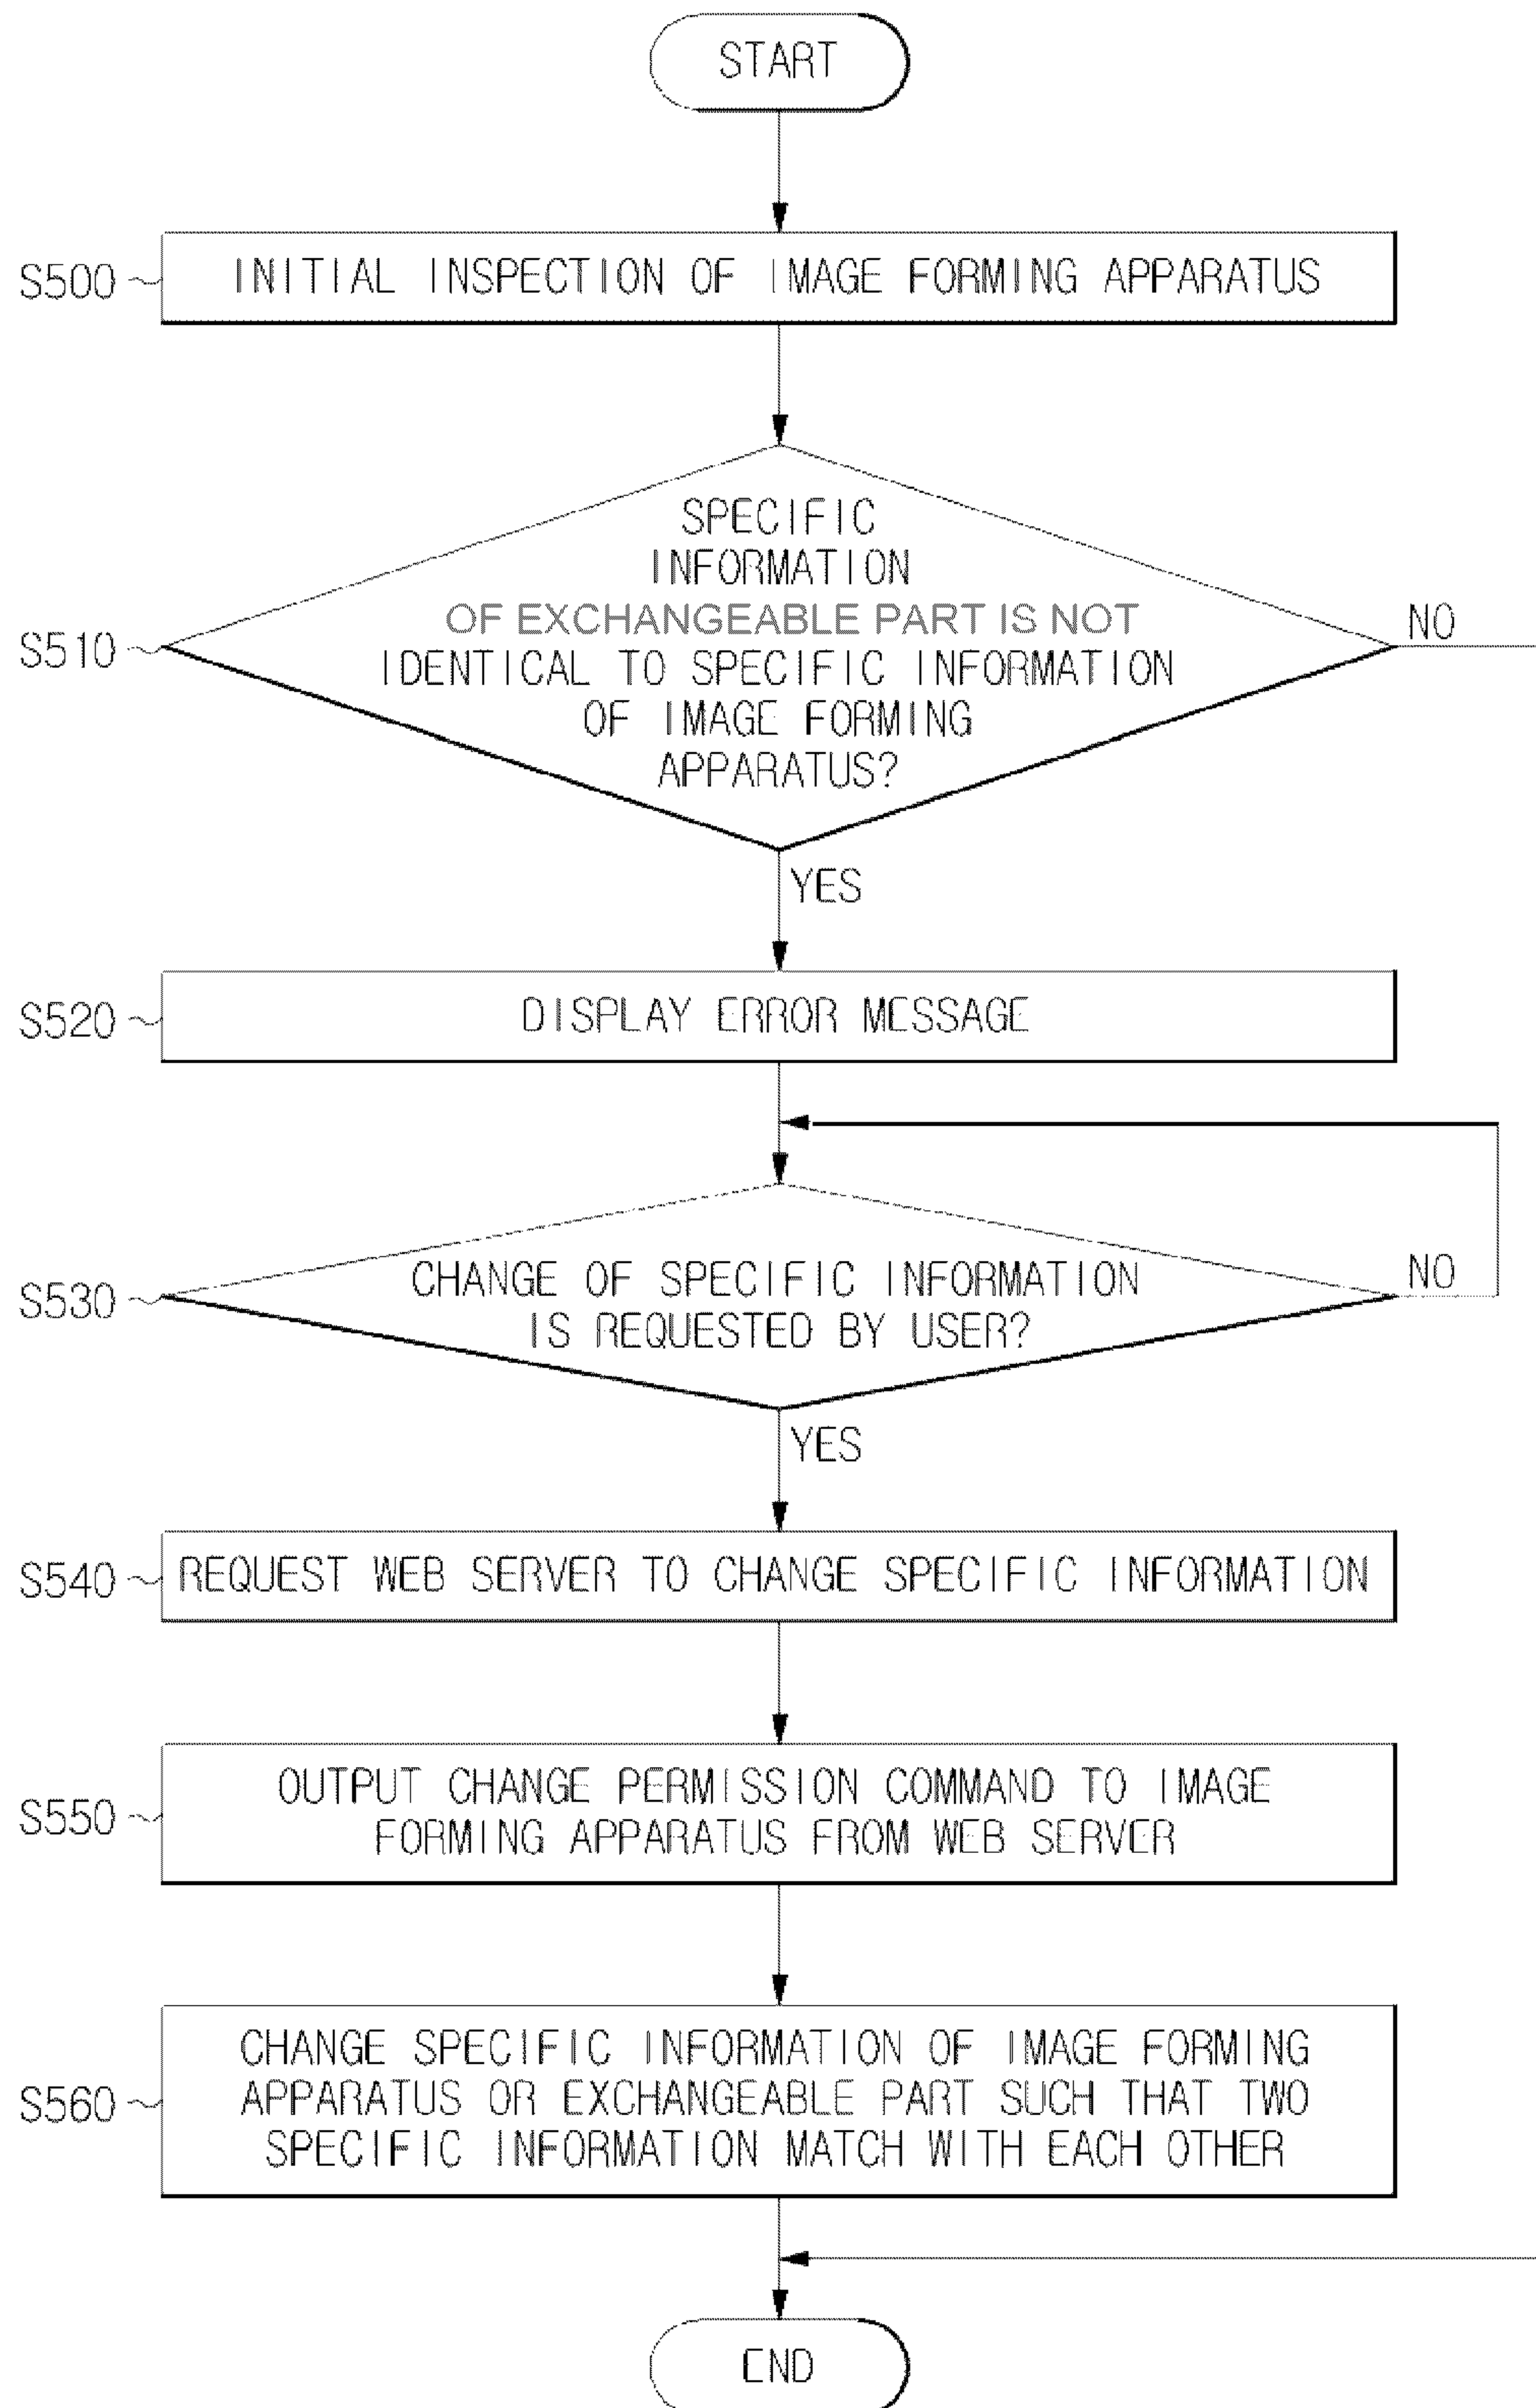 START
S500
INITIAL INSPECTION OF IMAGE FORMING APPARATUS
SPECIFIC
INFORMATION
OF EXCHANGEABLE PART IS NOT
IDENTICAL TO SPECIFIC INFORMATION
OF IMAGE FORMING
APPARATUS?
S510
NO
YES
S520
DISPLAY ERROR MESSAGE
S530
CHANGE OF SPECIFIC INFORMATION
IS REQUESTED BY USER?
NO
YES
S540
REQUEST WEB SERVER TO CHANGE SPECIFIC INFORMATION
S550
OUTPUT CHANGE PERMISSION COMMAND TO IMAGE
FORMING APPARATUS FROM WEB SERVER
S560
CHANGE SPECIFIC INFORMATION OF IMAGE FORMING
APPARATUS OR EXCHANGEABLE PART SUCH THAT TWO
SPECIFIC INFORMATION MATCH WITH EACH OTHER
END